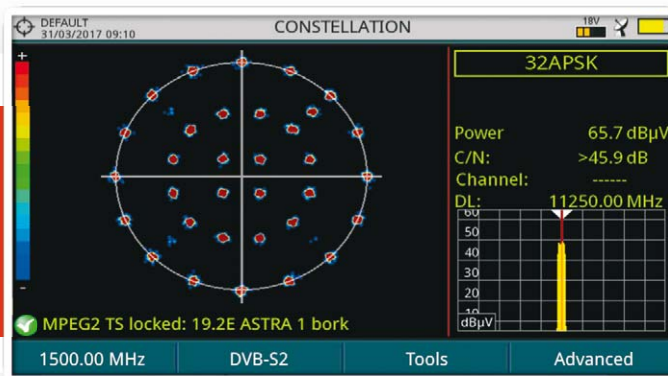 DEFAULT
31/03/2017 09:10
CONSTELLATION
18V
+
-
32APSK
Power 65.7 dBµV
C/N: >45.9 dB
Channel: ------
DL: 11250.00 MHz
60
50
40
30
20
10
dBµV
MPEG2 TS locked: 19.2E ASTRA 1 bork
1500.00 MHz DVB-S2 Tools Advanced